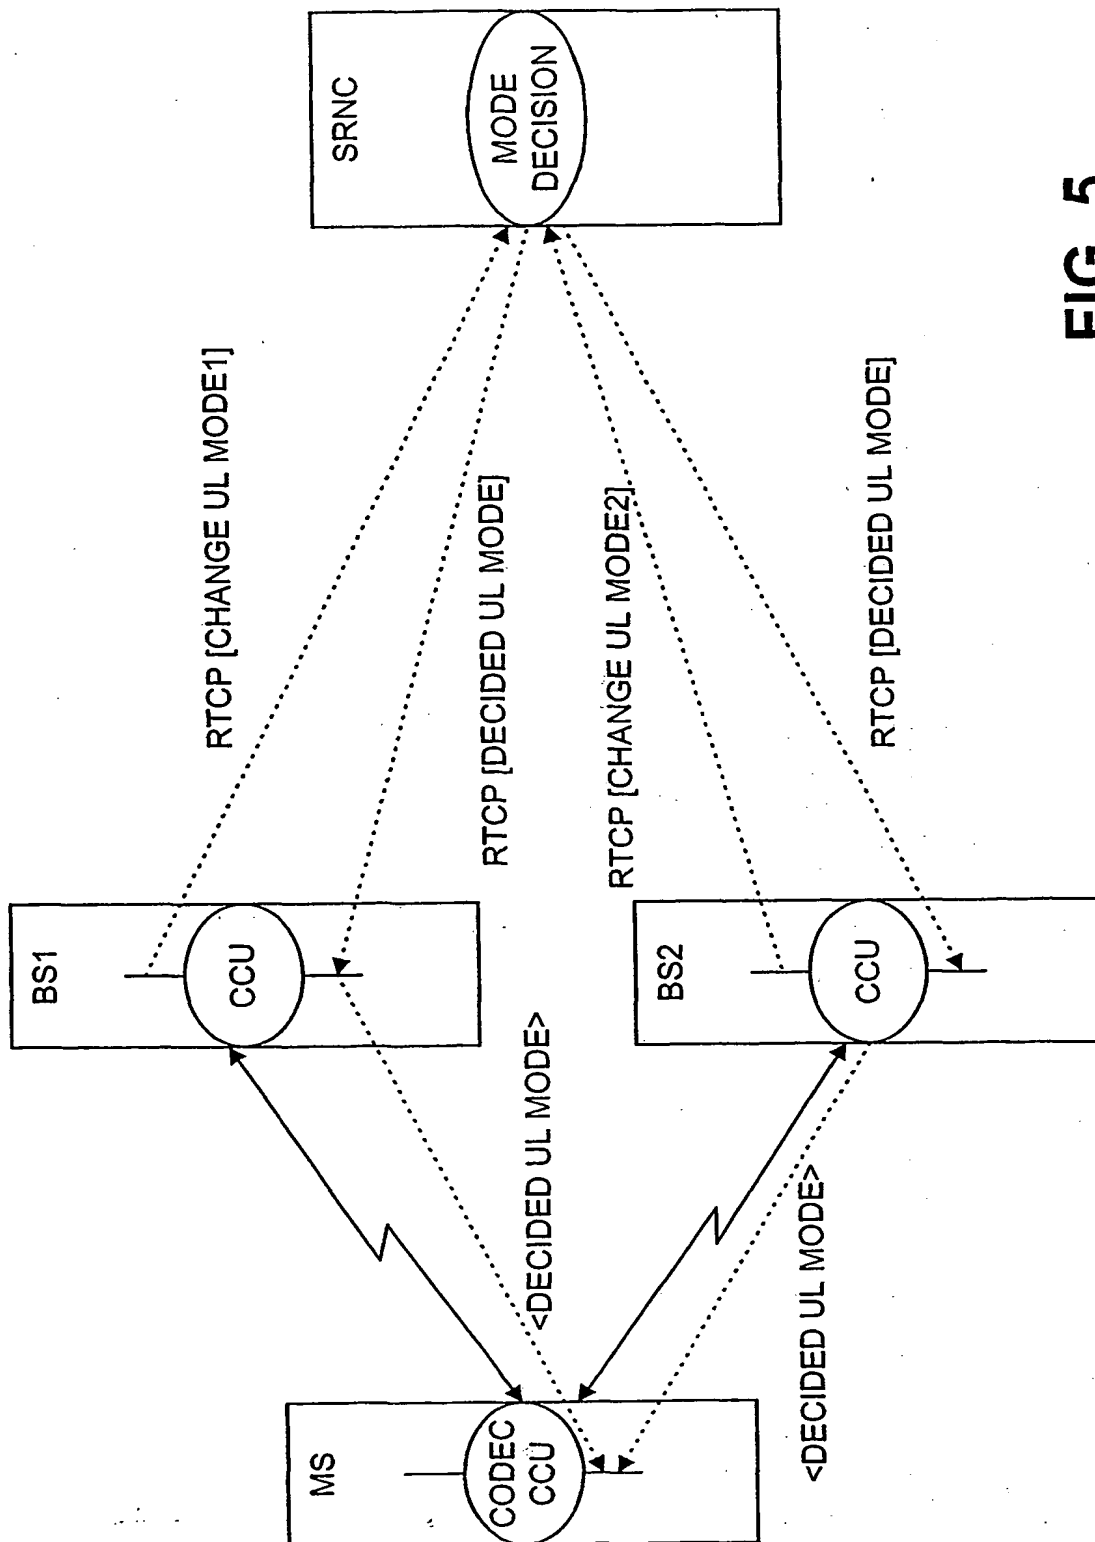 MS
CODEC
CCU
<DECIDED UL MODE>
<DECIDED UL MODE>
BS1
CCU
BS2
CCU
RTCP [CHANGE UL MODE1]
RTCP [DECIDED UL MODE]
RTCP [CHANGE UL MODE2]
RTCP [DECIDED UL MODE]
SRNC
MODE
DECISION
FIG 5